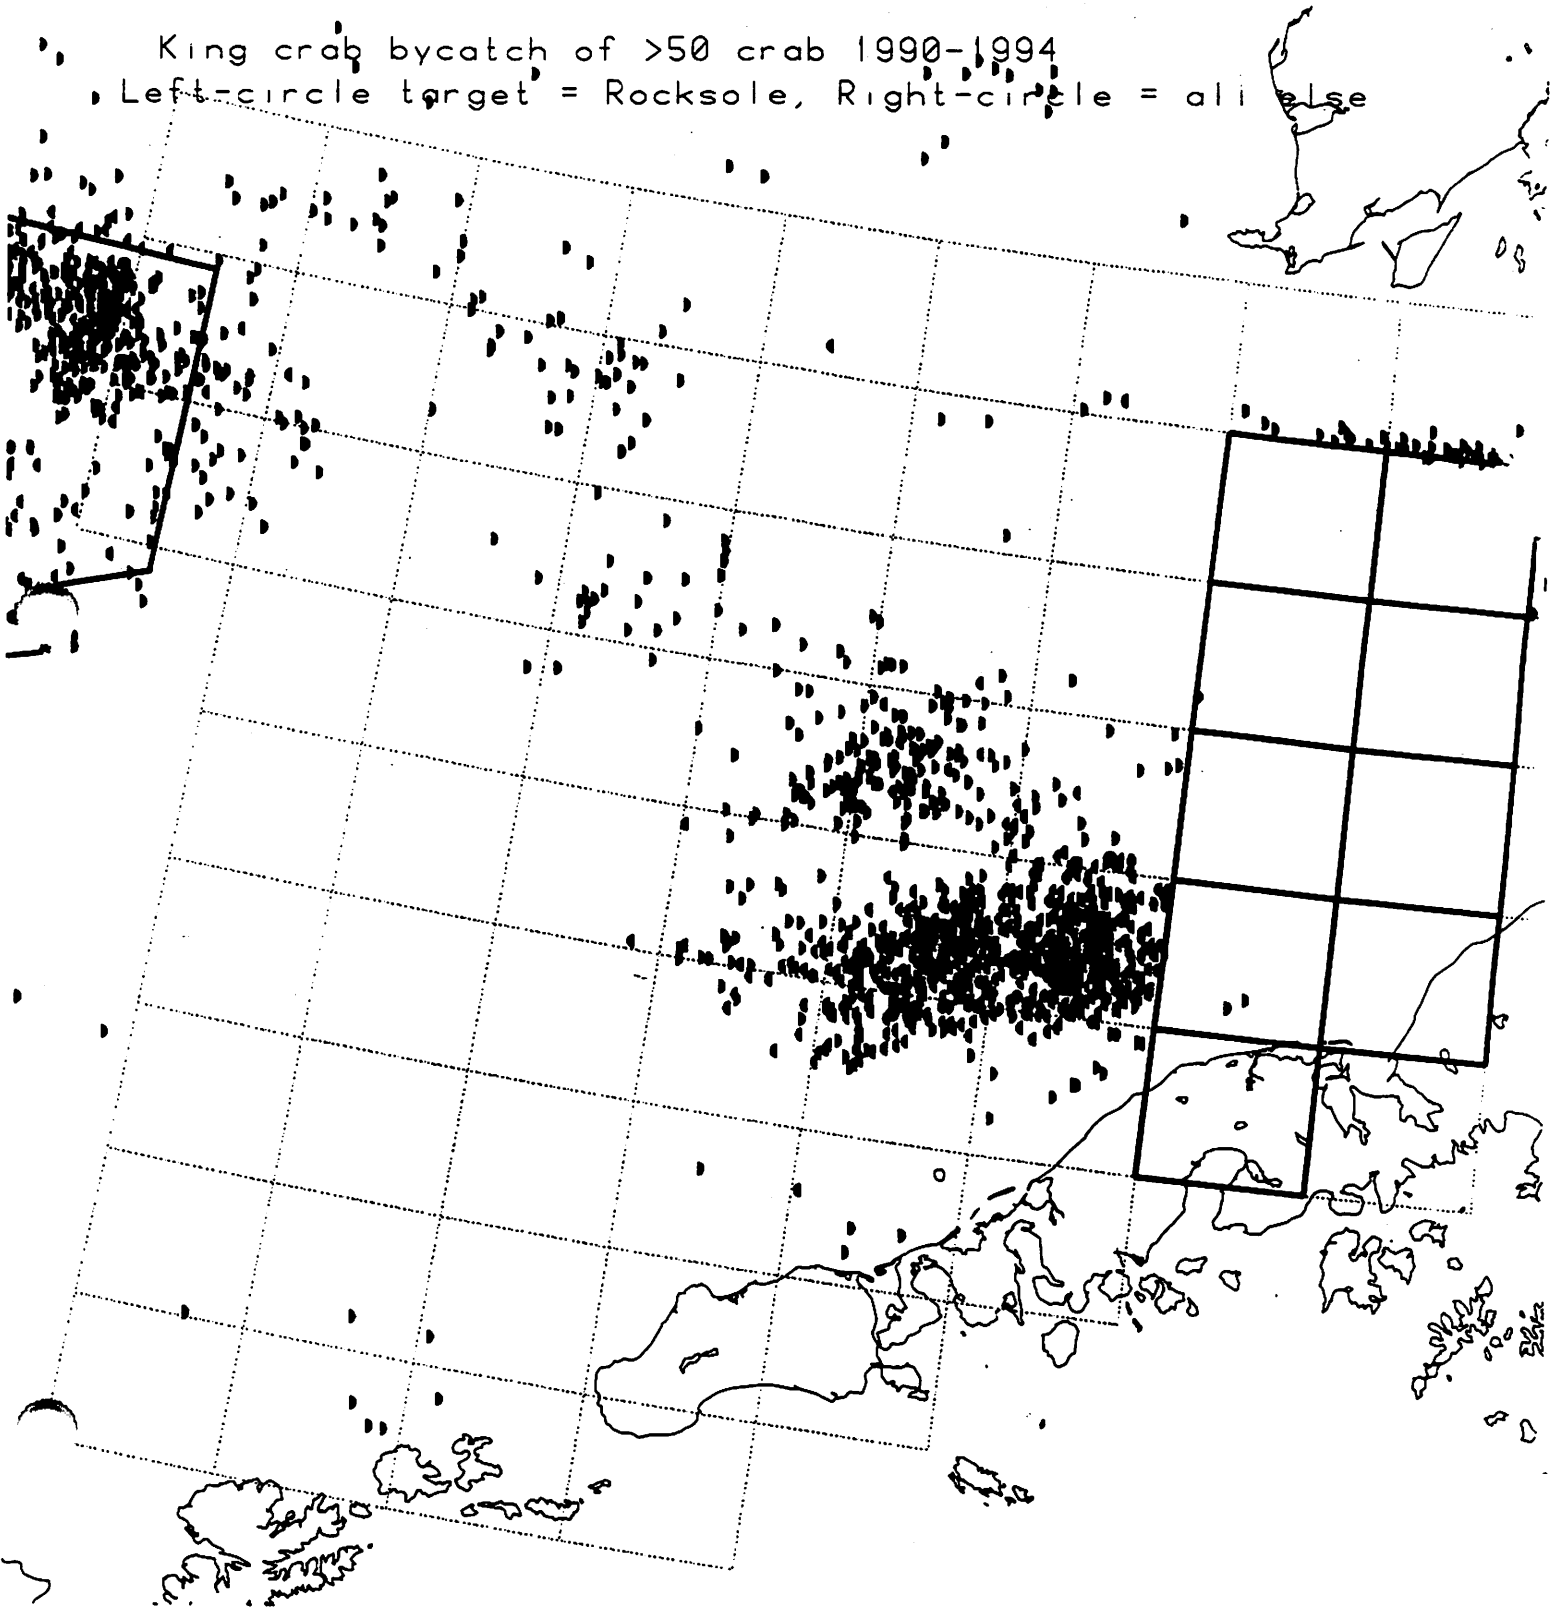 King crab bycatch of >50 crab 1990-1994
Left-circle target = Rocksole, Right-circle = all else